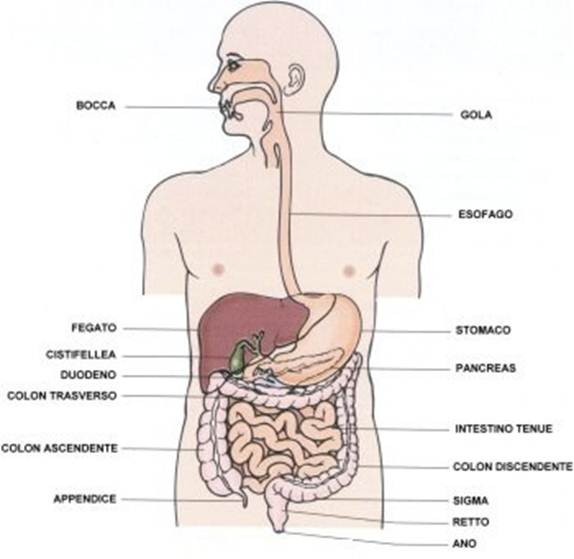 BOCCA
GOLA
ESOFAGO
FEGATO
STOMACO
CISTIFELLEA
PANCREAS
DUODENO
COLON TRASVERSO
INTESTINO TENUE
COLON ASCENDENTE
COLON DISCENDENTE
APPENDICE
SIGMA
RETTO
ANO